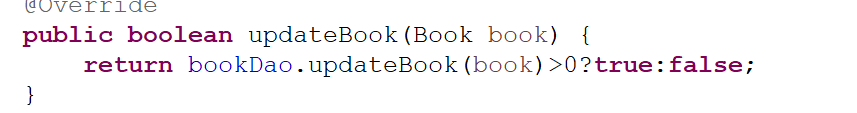 @Override
public boolean updateBook(Book book) {
    return bookDao.updateBook(book)>0?true:false;
}